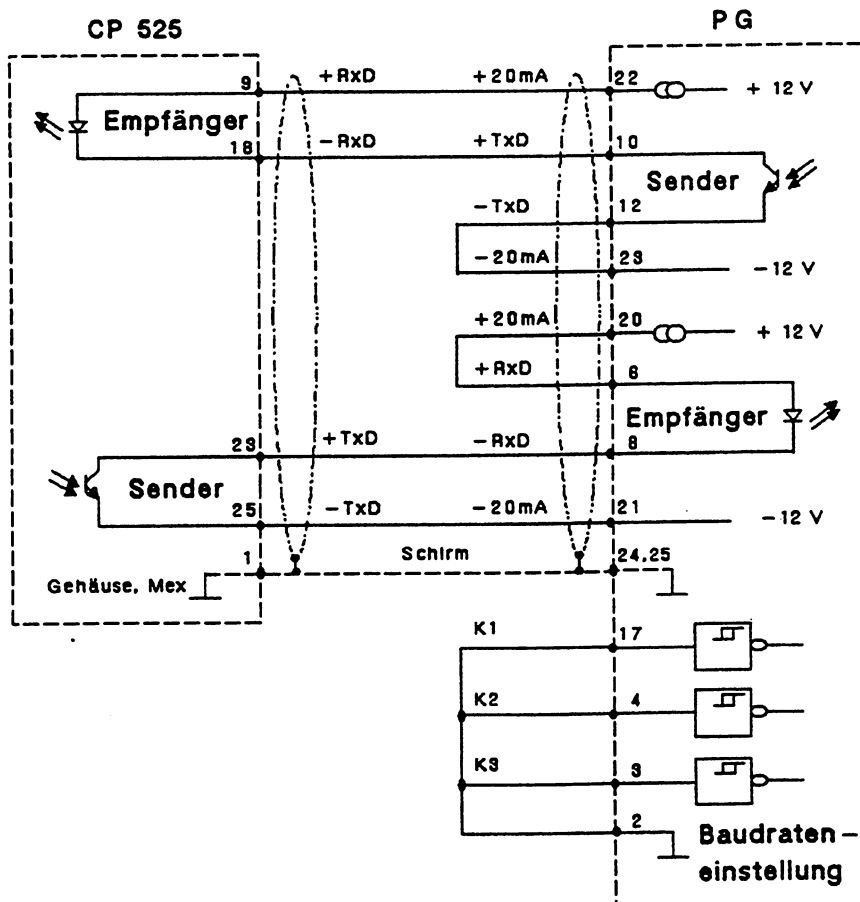 CP 525
PG
9
+RxD
+20mA
22
+ 12 V
Empfänger
18
-RxD
+TxD
10
Sender
-TxD
12
-20mA
23
-12 V
+20mA
20
+ 12 V
+RxD
6
Empfänger
23
+TxD
-RxD
8
Sender
25
-TxD
-20mA
21
-12 V
1
Schirm
24,25
Gehäuse, Mex
K1
17
K2
4
K3
3
2
Baudraten-
einstellung